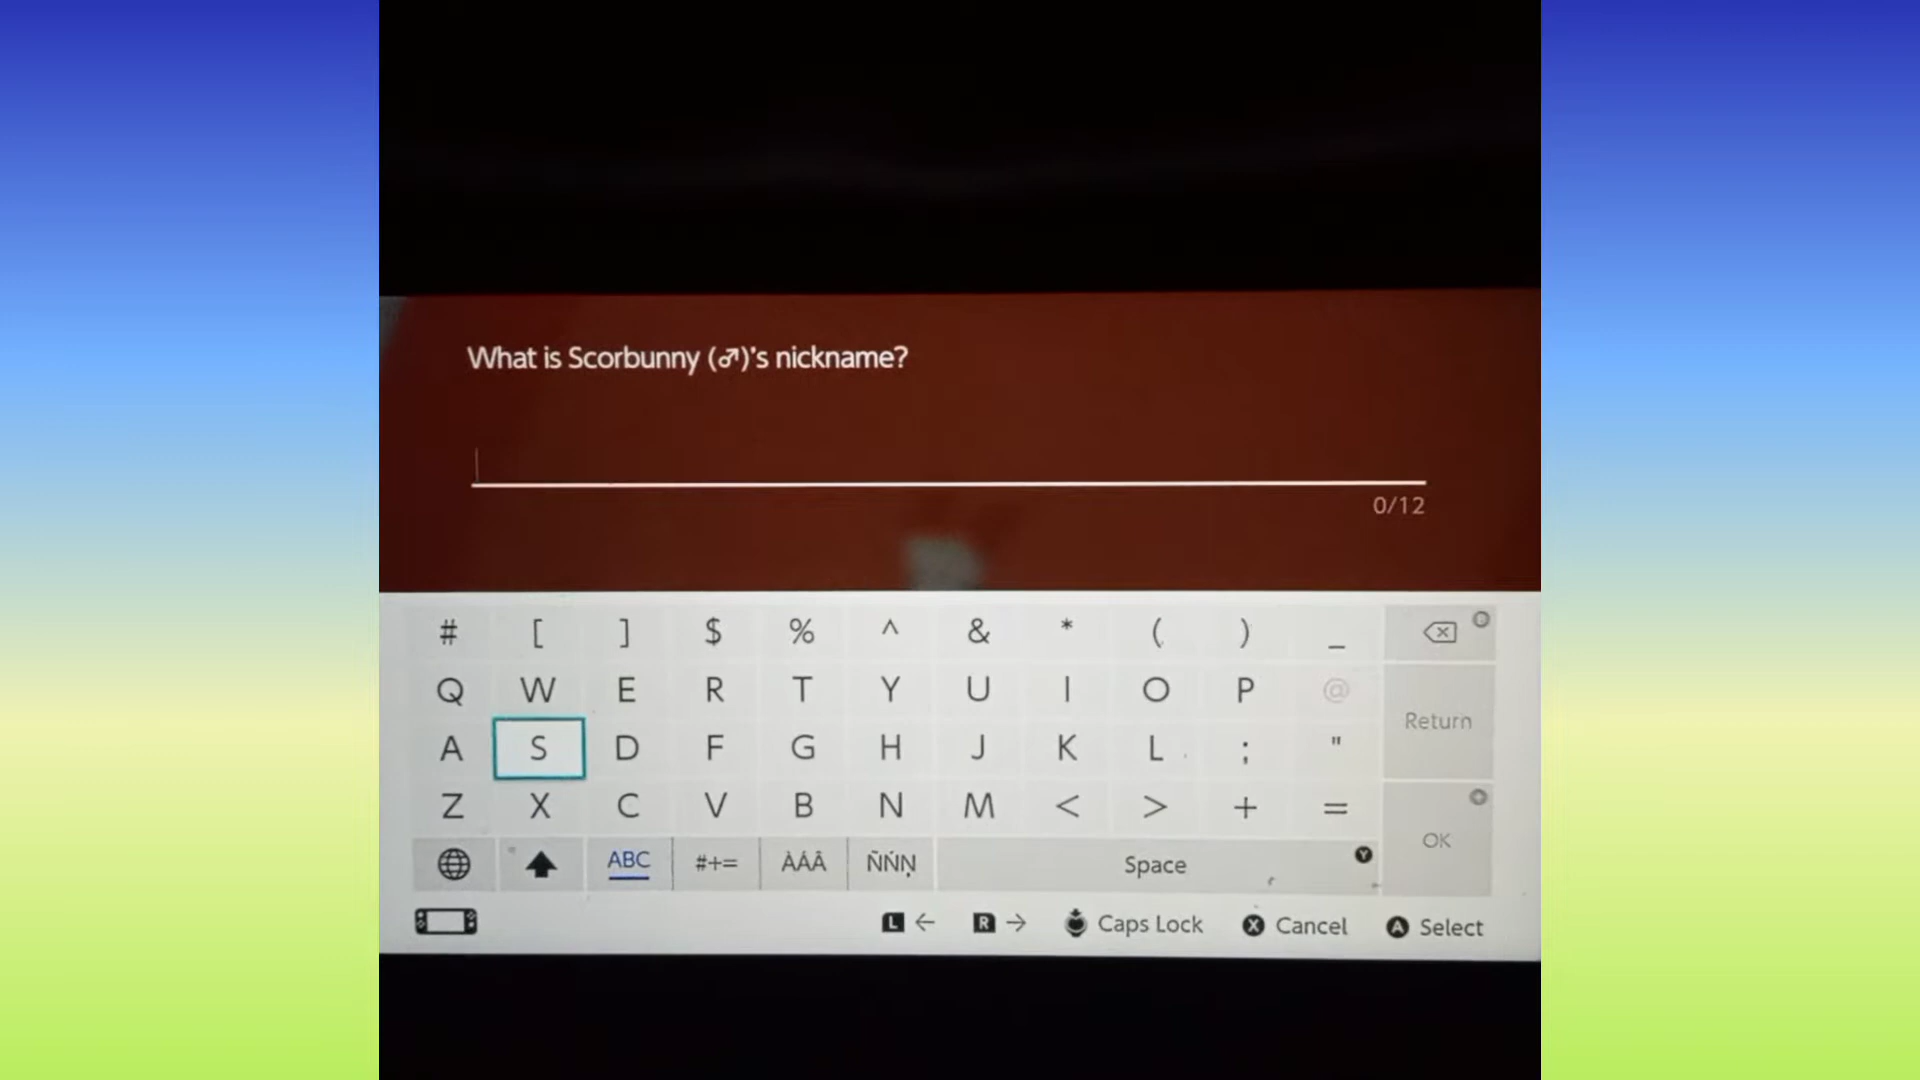 What is Scorbunny (♂)'s nickname?
0/12
# [ ] $ % ^ & * ( ) _
Q W E R T Y U I O P @
Return
A S D F G H J K L ; "
Z X C V B N M < > + =
OK
ABC #+= ÀÁÂ ÑŃŅ Space Y
L ← R → Caps Lock X Cancel A Select